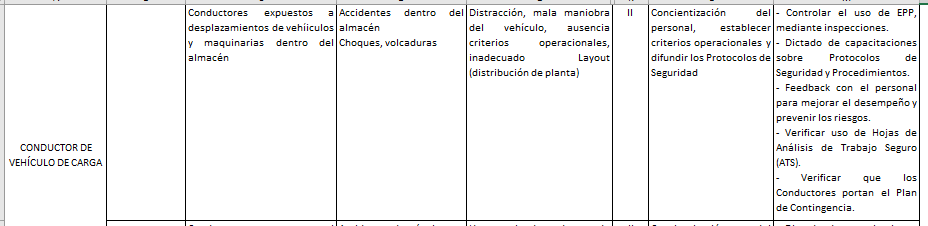 CONDUCTOR DE
VEHÍCULO DE CARGA
Conductores expuestos a
desplazamientos de vehiículos
y maquinarias dentro del
almacén
Accidentes dentro del
almacén
Choques, volcaduras
Distracción, mala maniobra
del vehículo, ausencia
criterios operacionales,
inadecuado Layout
(distribución de planta)
II
Concientización del
personal, establecer
criterios operacionales y
difundir los Protocolos de
Seguridad
- Controlar el uso de EPP,
mediante inspecciones.
- Dictado de capacitaciones
sobre Protocolos de
Seguridad y Procedimientos.
- Feedback con el personal
para mejorar el desempeño y
prevenir los riesgos.
- Verificar uso de Hojas de
Análisis de Trabajo Seguro
(ATS).
- Verificar que los
Conductores portan el Plan
de Contingencia.